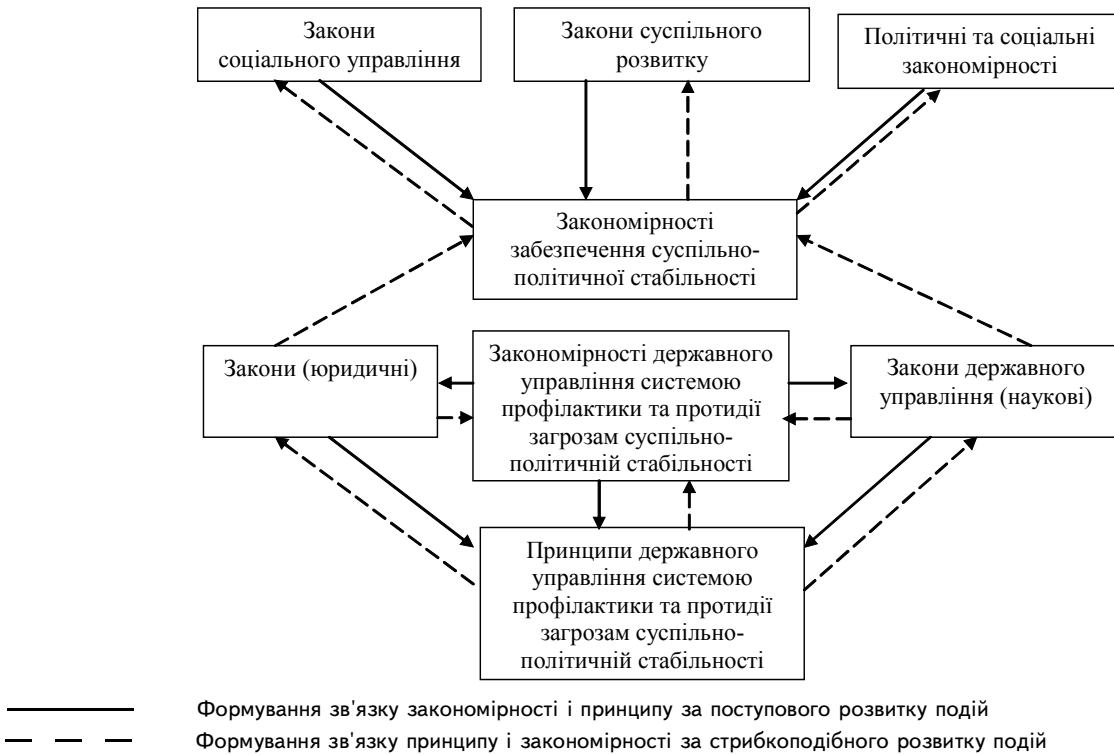 Закони
соціального управління
Закони суспільного
розвитку
Політичні та соціальні
закономірності
Закономірності
забезпечення суспільно-
політичної стабільності
Закони (юридичні)
Закономірності державного
управління системою
профілактики та протидії
загрозам суспільно-
політичній стабільності
Закони державного
управління (наукові)
Принципи державного
управління системою
профілактики та протидії
загрозам суспільно-
політичній стабільності
Формування зв'язку закономірності і принципу за поступового розвитку подій
Формування зв'язку принципу і закономірності за стрибкоподібного розвитку подій